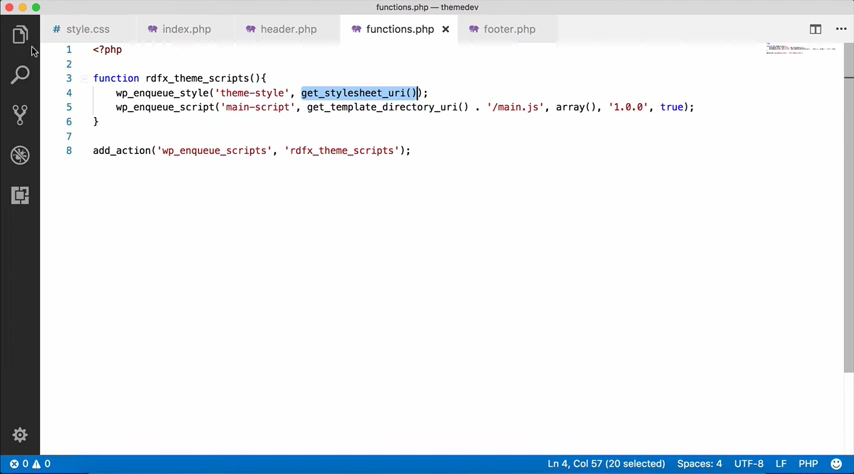 functions.php — themedev
# style.css index.php header.php functions.php × footer.php ...
1 <?php
2
3 function rdfx_theme_scripts(){
4 wp_enqueue_style('theme-style', get_stylesheet_uri());
5 wp_enqueue_script('main-script', get_template_directory_uri() . '/main.js', array(), '1.0.0', true);
6 }
7
8 add_action('wp_enqueue_scripts', 'rdfx_theme_scripts');
0 0 Ln 4, Col 57 (20 selected) Spaces: 4 UTF-8 LF PHP